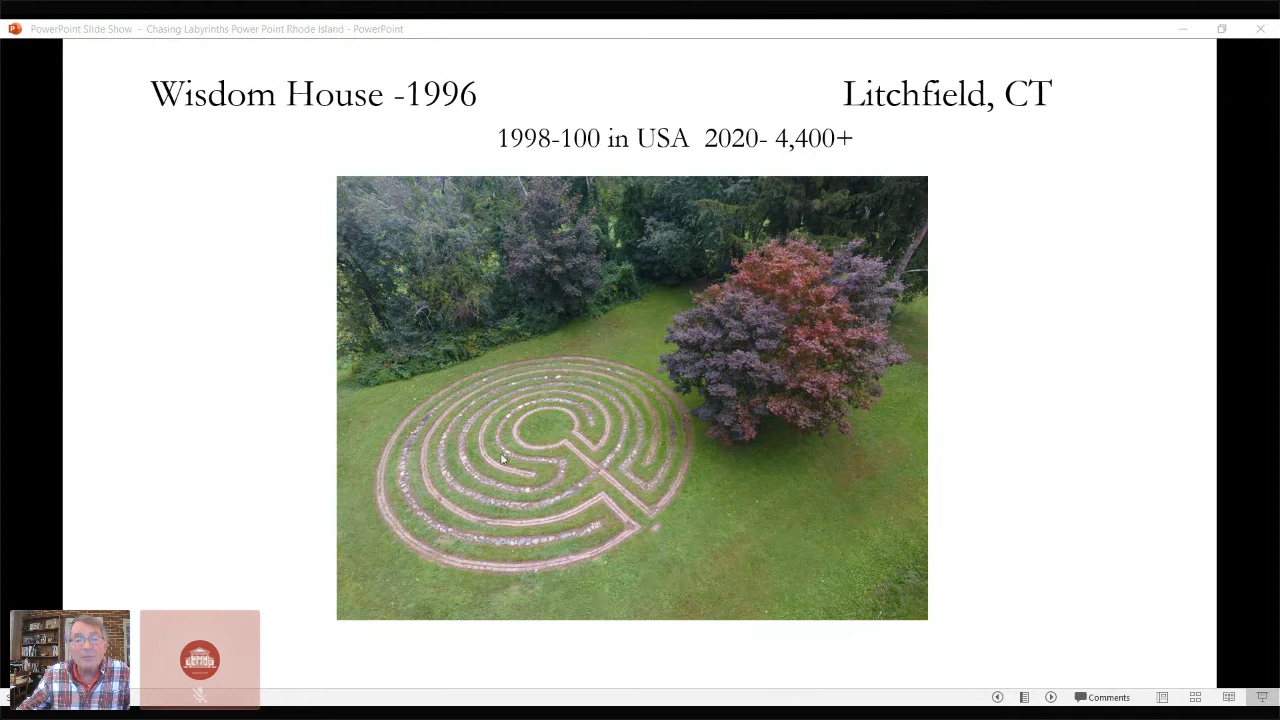 PowerPoint Slide Show - Chasing Labyrinths Power Point Rhode Island - PowerPoint
Wisdom House -1996 Litchfield, CT
1998-100 in USA 2020- 4,400+
Comments